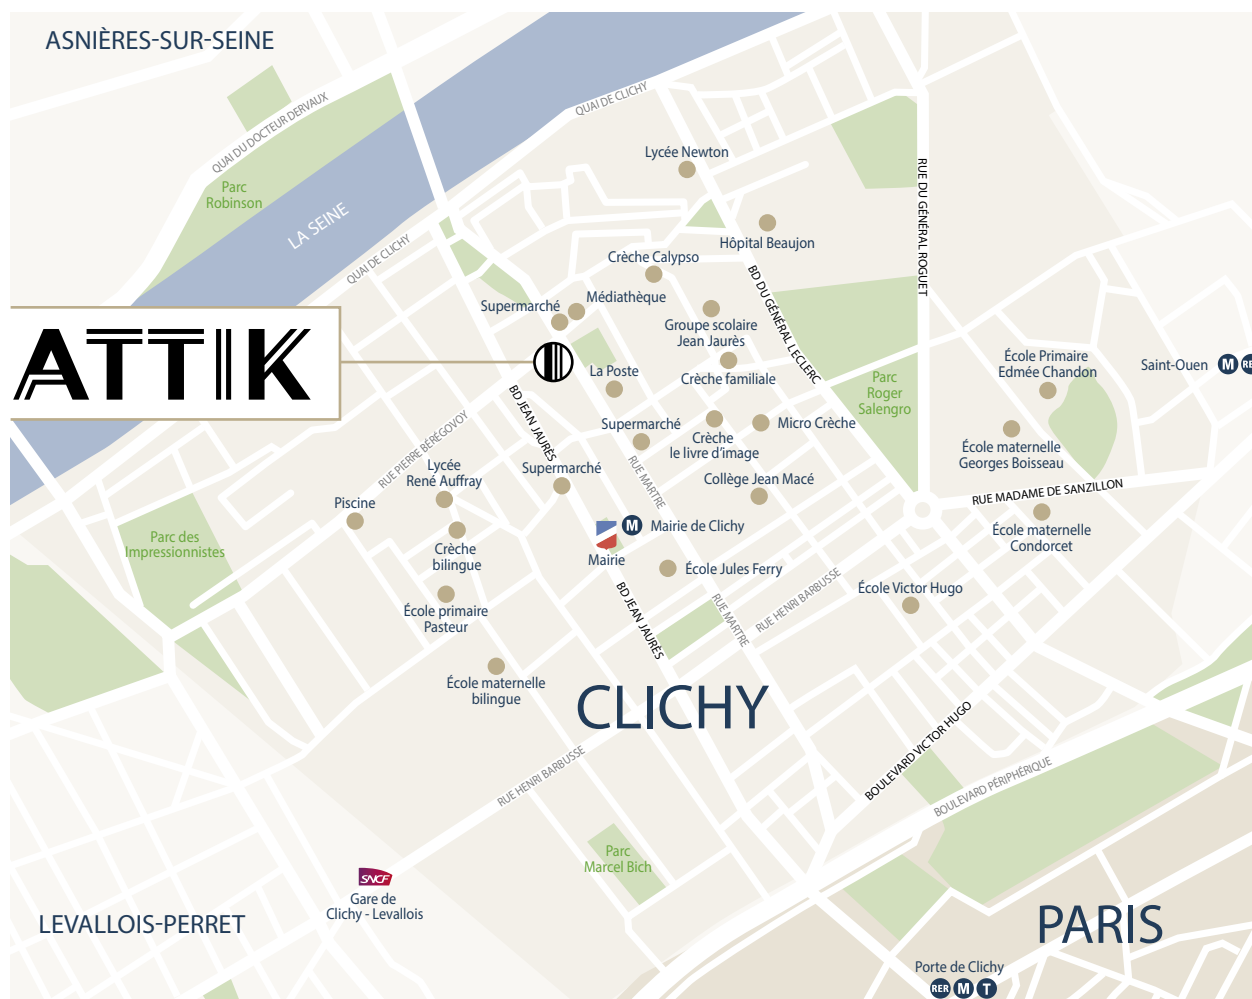 ASNIÈRES-SUR-SEINE
QUAI DU DOCTEUR DERVAUX
QUAI DE CLICHY
Parc
Robinson
LA SEINE
QUAI DE CLICHY
Lycée Newton
RUE DU GÉNÉRAL ROGUET
Hôpital Beaujon
Crèche Calypso
BD DU GÉNÉRAL LECLERC
Médiathèque
Supermarché
Groupe scolaire
Jean Jaurès
ATTIK
La Poste
Crèche familiale
Parc
Roger
Salengro
École Primaire
Edmée Chandon
Saint-Ouen M RE
BD JEAN JAURÈS
RUE PIERRE BÉRÉGOVOY
Supermarché
Crèche
le livre d'image
Micro Crèche
École maternelle
Georges Boisseau
Lycée
René Auffray
Supermarché
RUE MARTRE
Collège Jean Macé
RUE MADAME DE SANZILLON
Piscine
Parc des
Impressionnistes
M Mairie de Clichy
Mairie
École maternelle
Condorcet
Crèche
bilingue
École Jules Ferry
École Victor Hugo
École primaire
Pasteur
BD JEAN JAURÈS
RUE MARTRE
RUE HENRI BARBUSSE
École maternelle
bilingue
CLICHY
BOULEVARD VICTOR HUGO
RUE HENRI BARBUSSE
BOULEVARD PÉRIPHÉRIQUE
Parc
Marcel Bich
SNCF
Gare de
Clichy - Levallois
LEVALLOIS-PERRET
PARIS
Porte de Clichy
RER M T